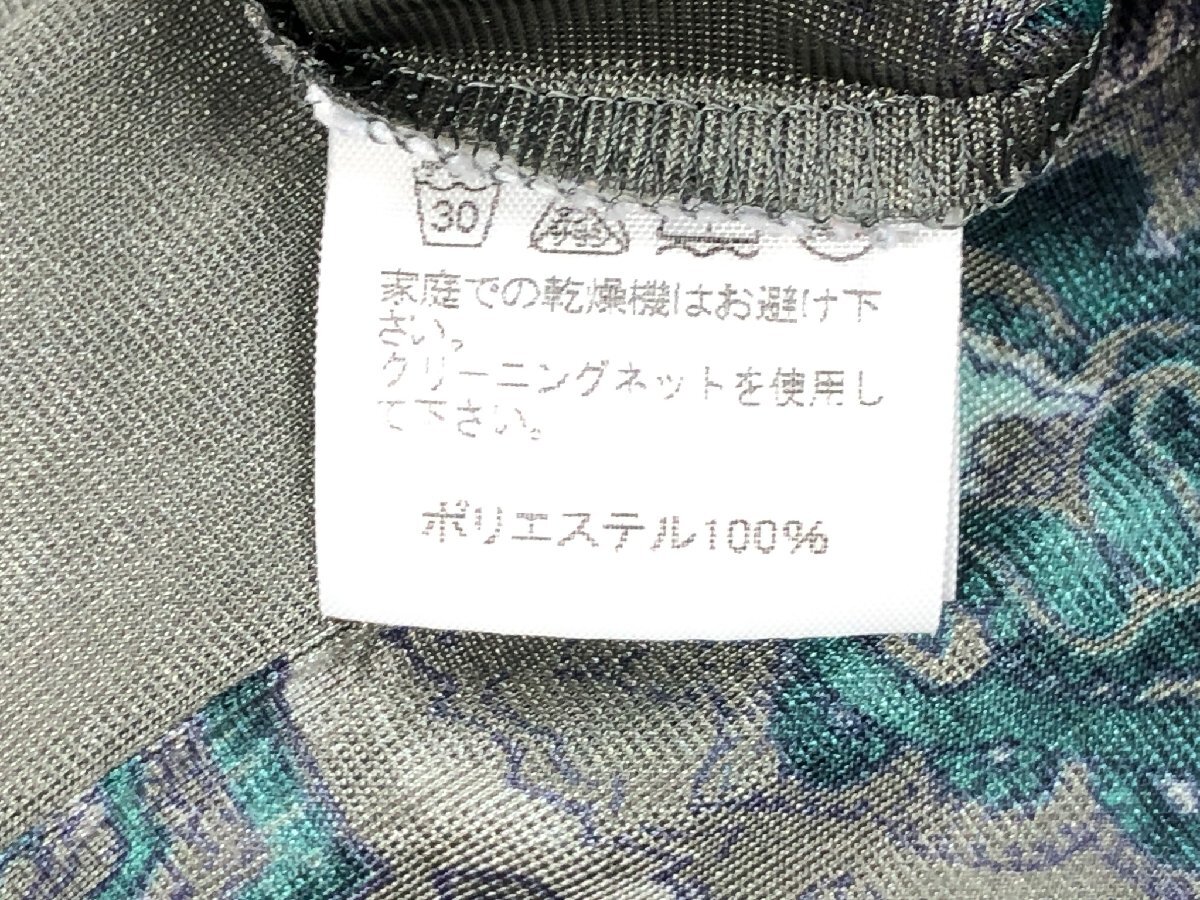 30
家庭での乾燥機はお避け下
さい。
クリーニングネットを使用し
て下さい。
ポリエステル100%